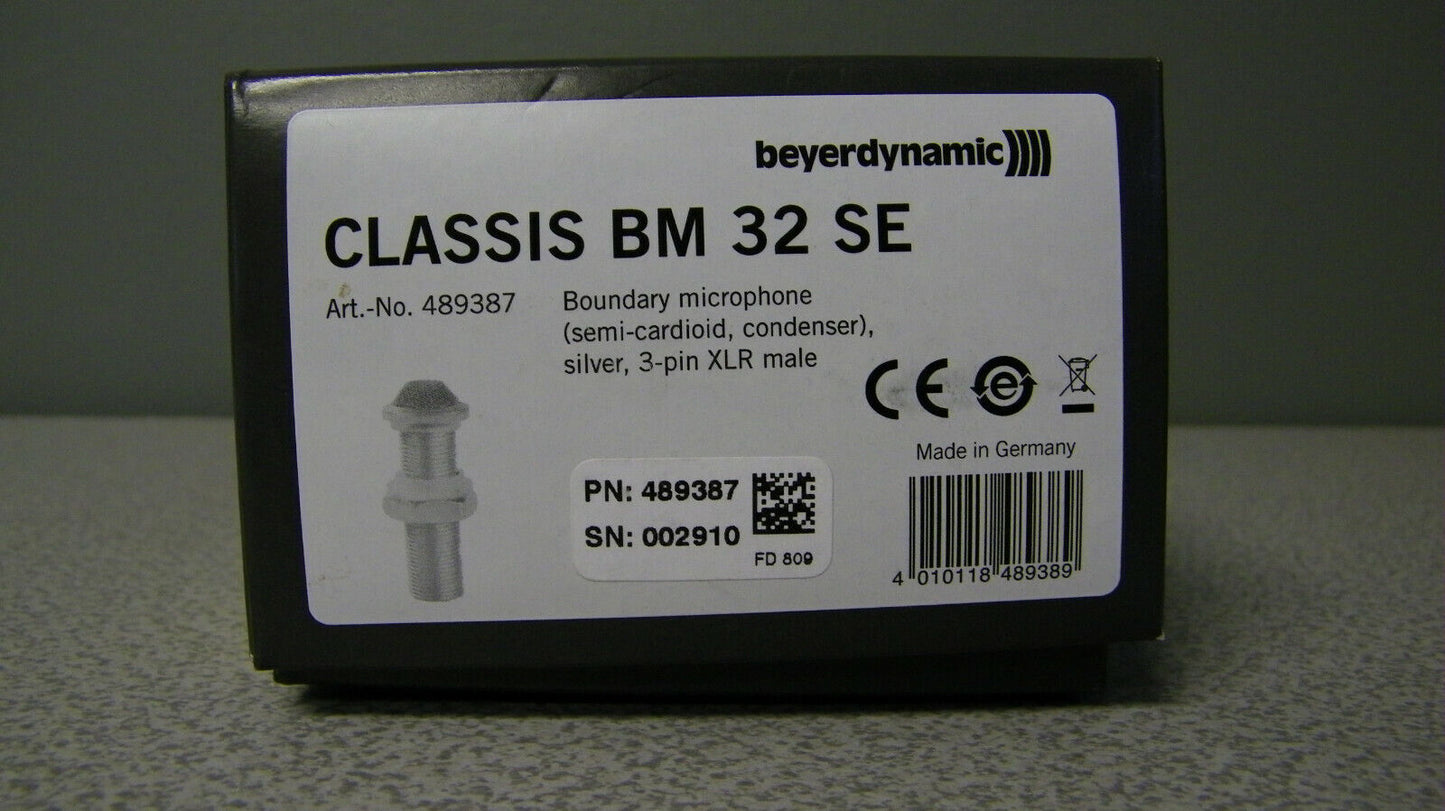 beyerdynamic
CLASSIS BM 32 SE
Art.-No. 489387
Boundary microphone
(semi-cardioid, condenser),
silver, 3-pin XLR male
CE
e
Made in Germany
PN: 489387
SN: 002910
FD 809
4 010118 489389